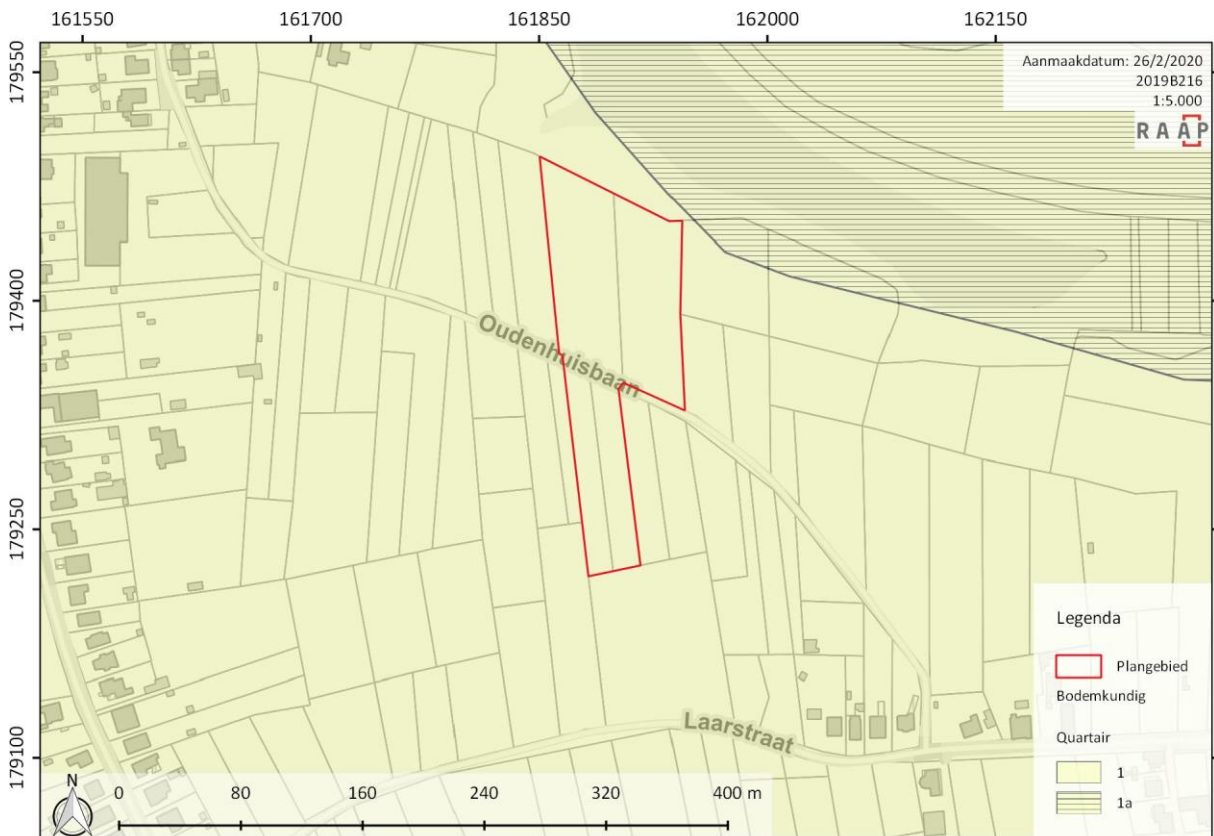 161550 161700 161850 162000 162150
179550
179400
179250
179100
Aanmaakdatum: 26/2/2020
2019B216
1:5.000
RAAP
Oudenhuisbaan
Laarstraat
Legenda
Plangebied
Bodemkundig
Quartair
1
1a
N
0 80 160 240 320 400 m